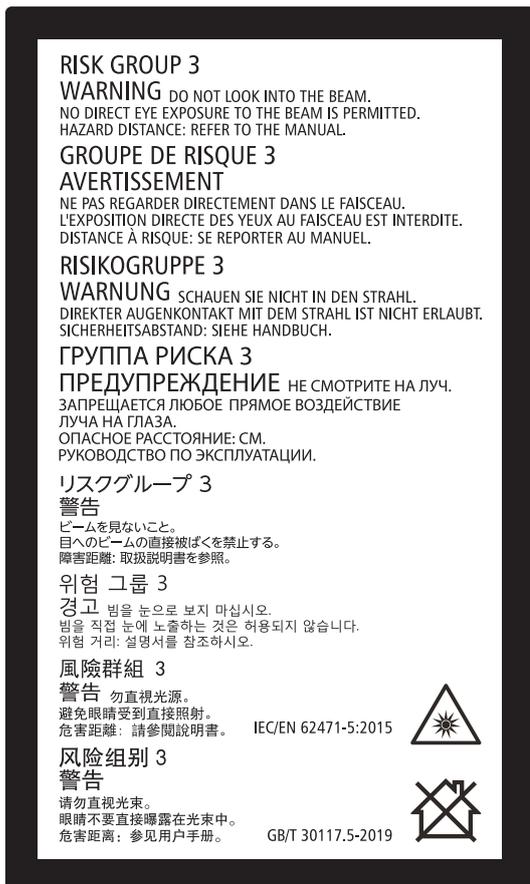 RISK GROUP 3
WARNING DO NOT LOOK INTO THE BEAM.
NO DIRECT EYE EXPOSURE TO THE BEAM IS PERMITTED.
HAZARD DISTANCE: REFER TO THE MANUAL.
GROUPE DE RISQUE 3
AVERTISSEMENT
NE PAS REGARDER DIRECTEMENT DANS LE FAISCEAU.
L'EXPOSITION DIRECTE DES YEUX AU FAISCEAU EST INTERDITE.
DISTANCE À RISQUE: SE REPORTER AU MANUEL.
RISIKOGRUPPE 3
WARNUNG SCHAUEN SIE NICHT IN DEN STRAHL.
DIREKTER AUGENKONTAKT MIT DEM STRAHL IST NICHT ERLAUBT.
SICHERHEITSABSTAND: SIEHE HANDBUCH.
ГРУППА РИСКА 3
ПРЕДУПРЕЖДЕНИЕ НЕ СМОТРИТЕ НА ЛУЧ.
ЗАПРЕЩАЕТСЯ ЛЮБОЕ ПРЯМОЕ ВОЗДЕЙСТВИЕ
ЛУЧА НА ГЛАЗА.
ОПАСНОЕ РАССТОЯНИЕ: СМ.
РУКОВОДСТВО ПО ЭКСПЛУАТАЦИИ.
リスクグループ 3
警告
ビームを見ないこと。
目へのビームの直接被ばくを禁止する。
障害距離: 取扱説明書を参照。
위험 그룹 3
경고 빔을 눈으로 보지 마십시오.
빔을 직접 눈에 노출하는 것은 허용되지 않습니다.
위험 거리: 설명서를 참조하시오.
風險群組 3
警告 勿直視光源。
避免眼睛受到直接照射。
危害距離：請參閱說明書。 IEC/EN 62471-5:2015
风险组别 3
警告
请勿直视光束。
眼睛不要直接曝露在光束中。
危害距离：参见用户手册。 GB/T 30117.5-2019